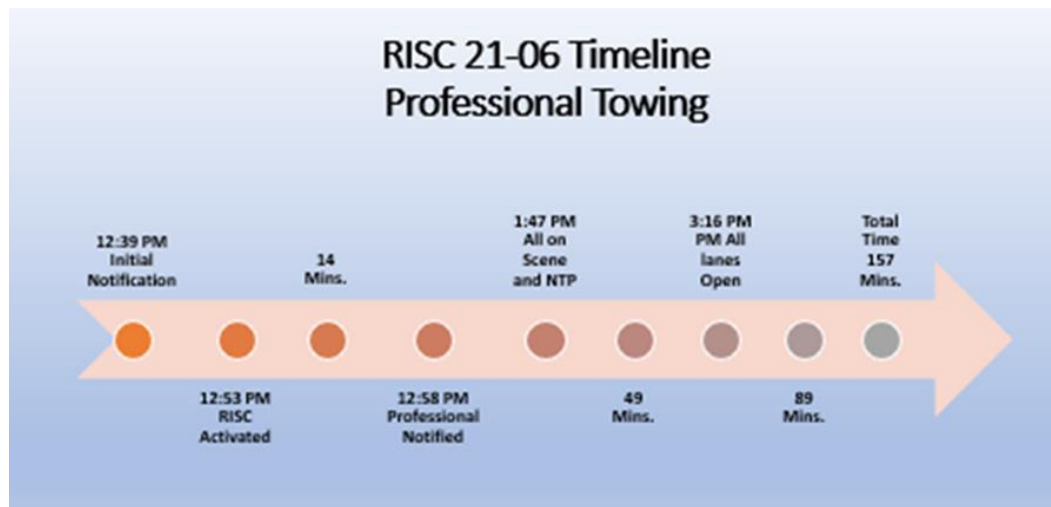 RISC 21-06 Timeline
Professional Towing
12:39 PM
Initial
Notification
12:53 PM
RISC
Activated
14
Mins.
12:58 PM
Professional
Notified
1:47 PM
All on
Scene
and NTP
49
Mins.
3:16 PM
PM All
lanes
Open
89
Mins.
Total
Time
157
Mins.